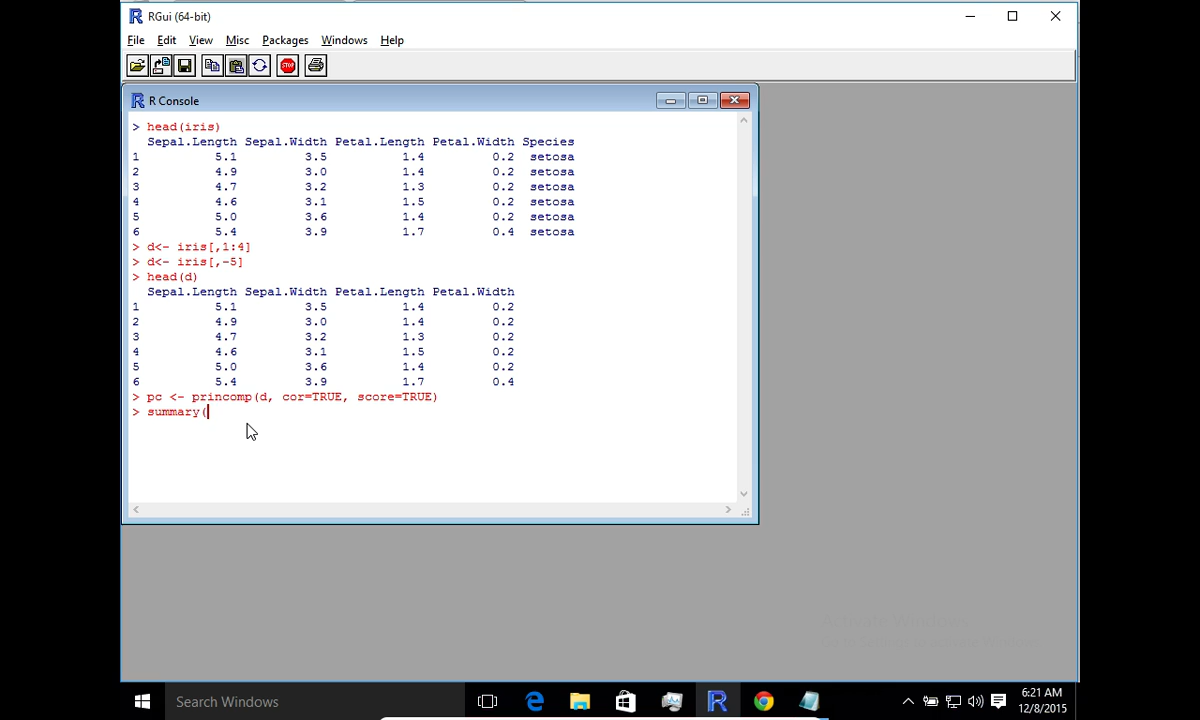 RGui (64-bit)
File Edit View Misc Packages Windows Help
STOP
R Console
> head(iris)
  Sepal.Length Sepal.Width Petal.Length Petal.Width Species
1          5.1         3.5          1.4         0.2  setosa
2          4.9         3.0          1.4         0.2  setosa
3          4.7         3.2          1.3         0.2  setosa
4          4.6         3.1          1.5         0.2  setosa
5          5.0         3.6          1.4         0.2  setosa
6          5.4         3.9          1.7         0.4  setosa
> d<- iris[,1:4]
> d<- iris[,-5]
> head(d)
  Sepal.Length Sepal.Width Petal.Length Petal.Width
1          5.1         3.5          1.4         0.2
2          4.9         3.0          1.4         0.2
3          4.7         3.2          1.3         0.2
4          4.6         3.1          1.5         0.2
5          5.0         3.6          1.4         0.2
6          5.4         3.9          1.7         0.4
> pc <- princomp(d, cor=TRUE, score=TRUE)
> summary(
Search Windows
6:21 AM
12/8/2015